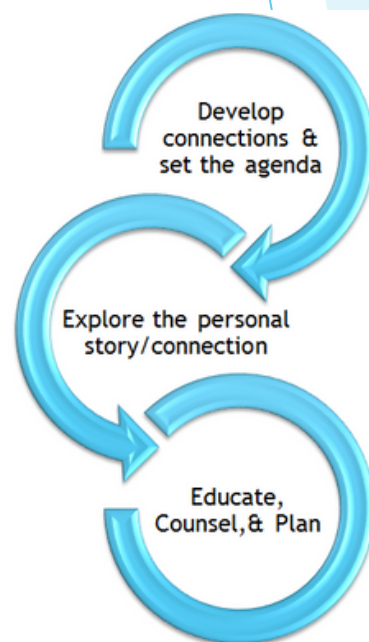 Develop
connections &
set the agenda
Explore the personal
story/connection
Educate,
Counsel,& Plan